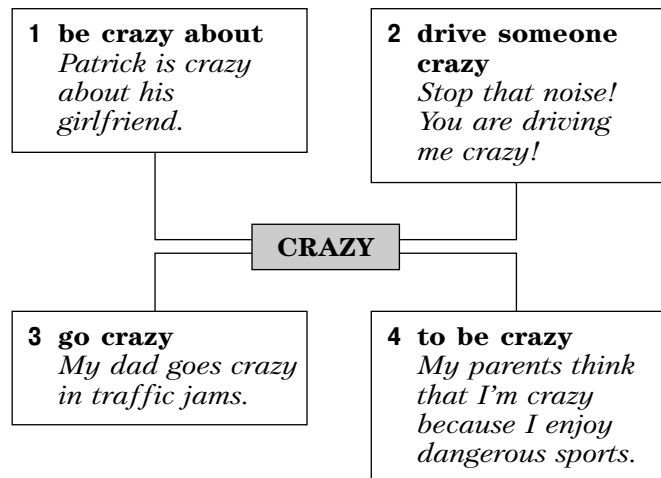 1 be crazy about
Patrick is crazy
about his
girlfriend.
2 drive someone
crazy
Stop that noise!
You are driving
me crazy!
CRAZY
3 go crazy
My dad goes crazy
in traffic jams.
4 to be crazy
My parents think
that I'm crazy
because I enjoy
dangerous sports.